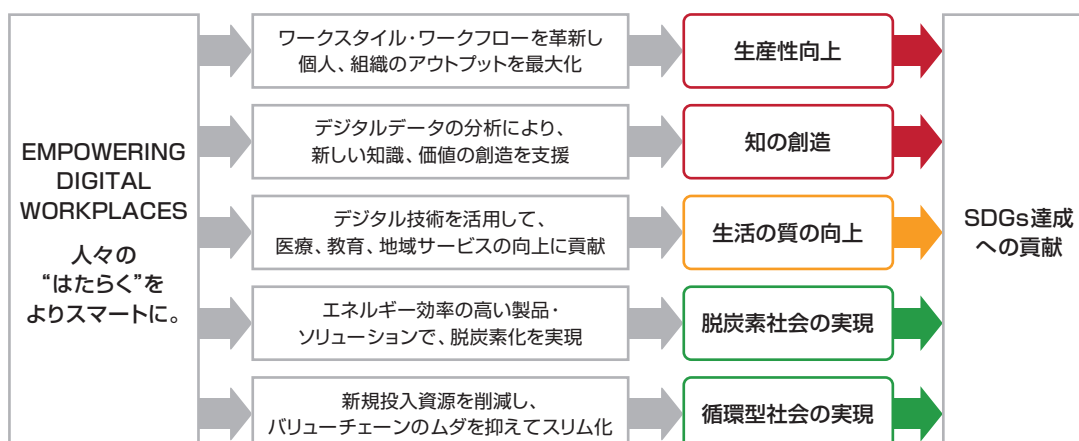 EMPOWERING
DIGITAL
WORKPLACES
人々の
“はたらく”を
よりスマートに。
ワークスタイル・ワークフローを革新し
個人、組織のアウトプットを最大化
生産性向上
デジタルデータの分析により、
新しい知識、価値の創造を支援
知の創造
デジタル技術を活用して、
医療、教育、地域サービスの向上に貢献
生活の質の向上
エネルギー効率の高い製品・
ソリューションで、脱炭素化を実現
脱炭素社会の実現
新規投入資源を削減し、
バリューチェーンのムダを抑えてスリム化
循環型社会の実現
SDGs達成
への貢献